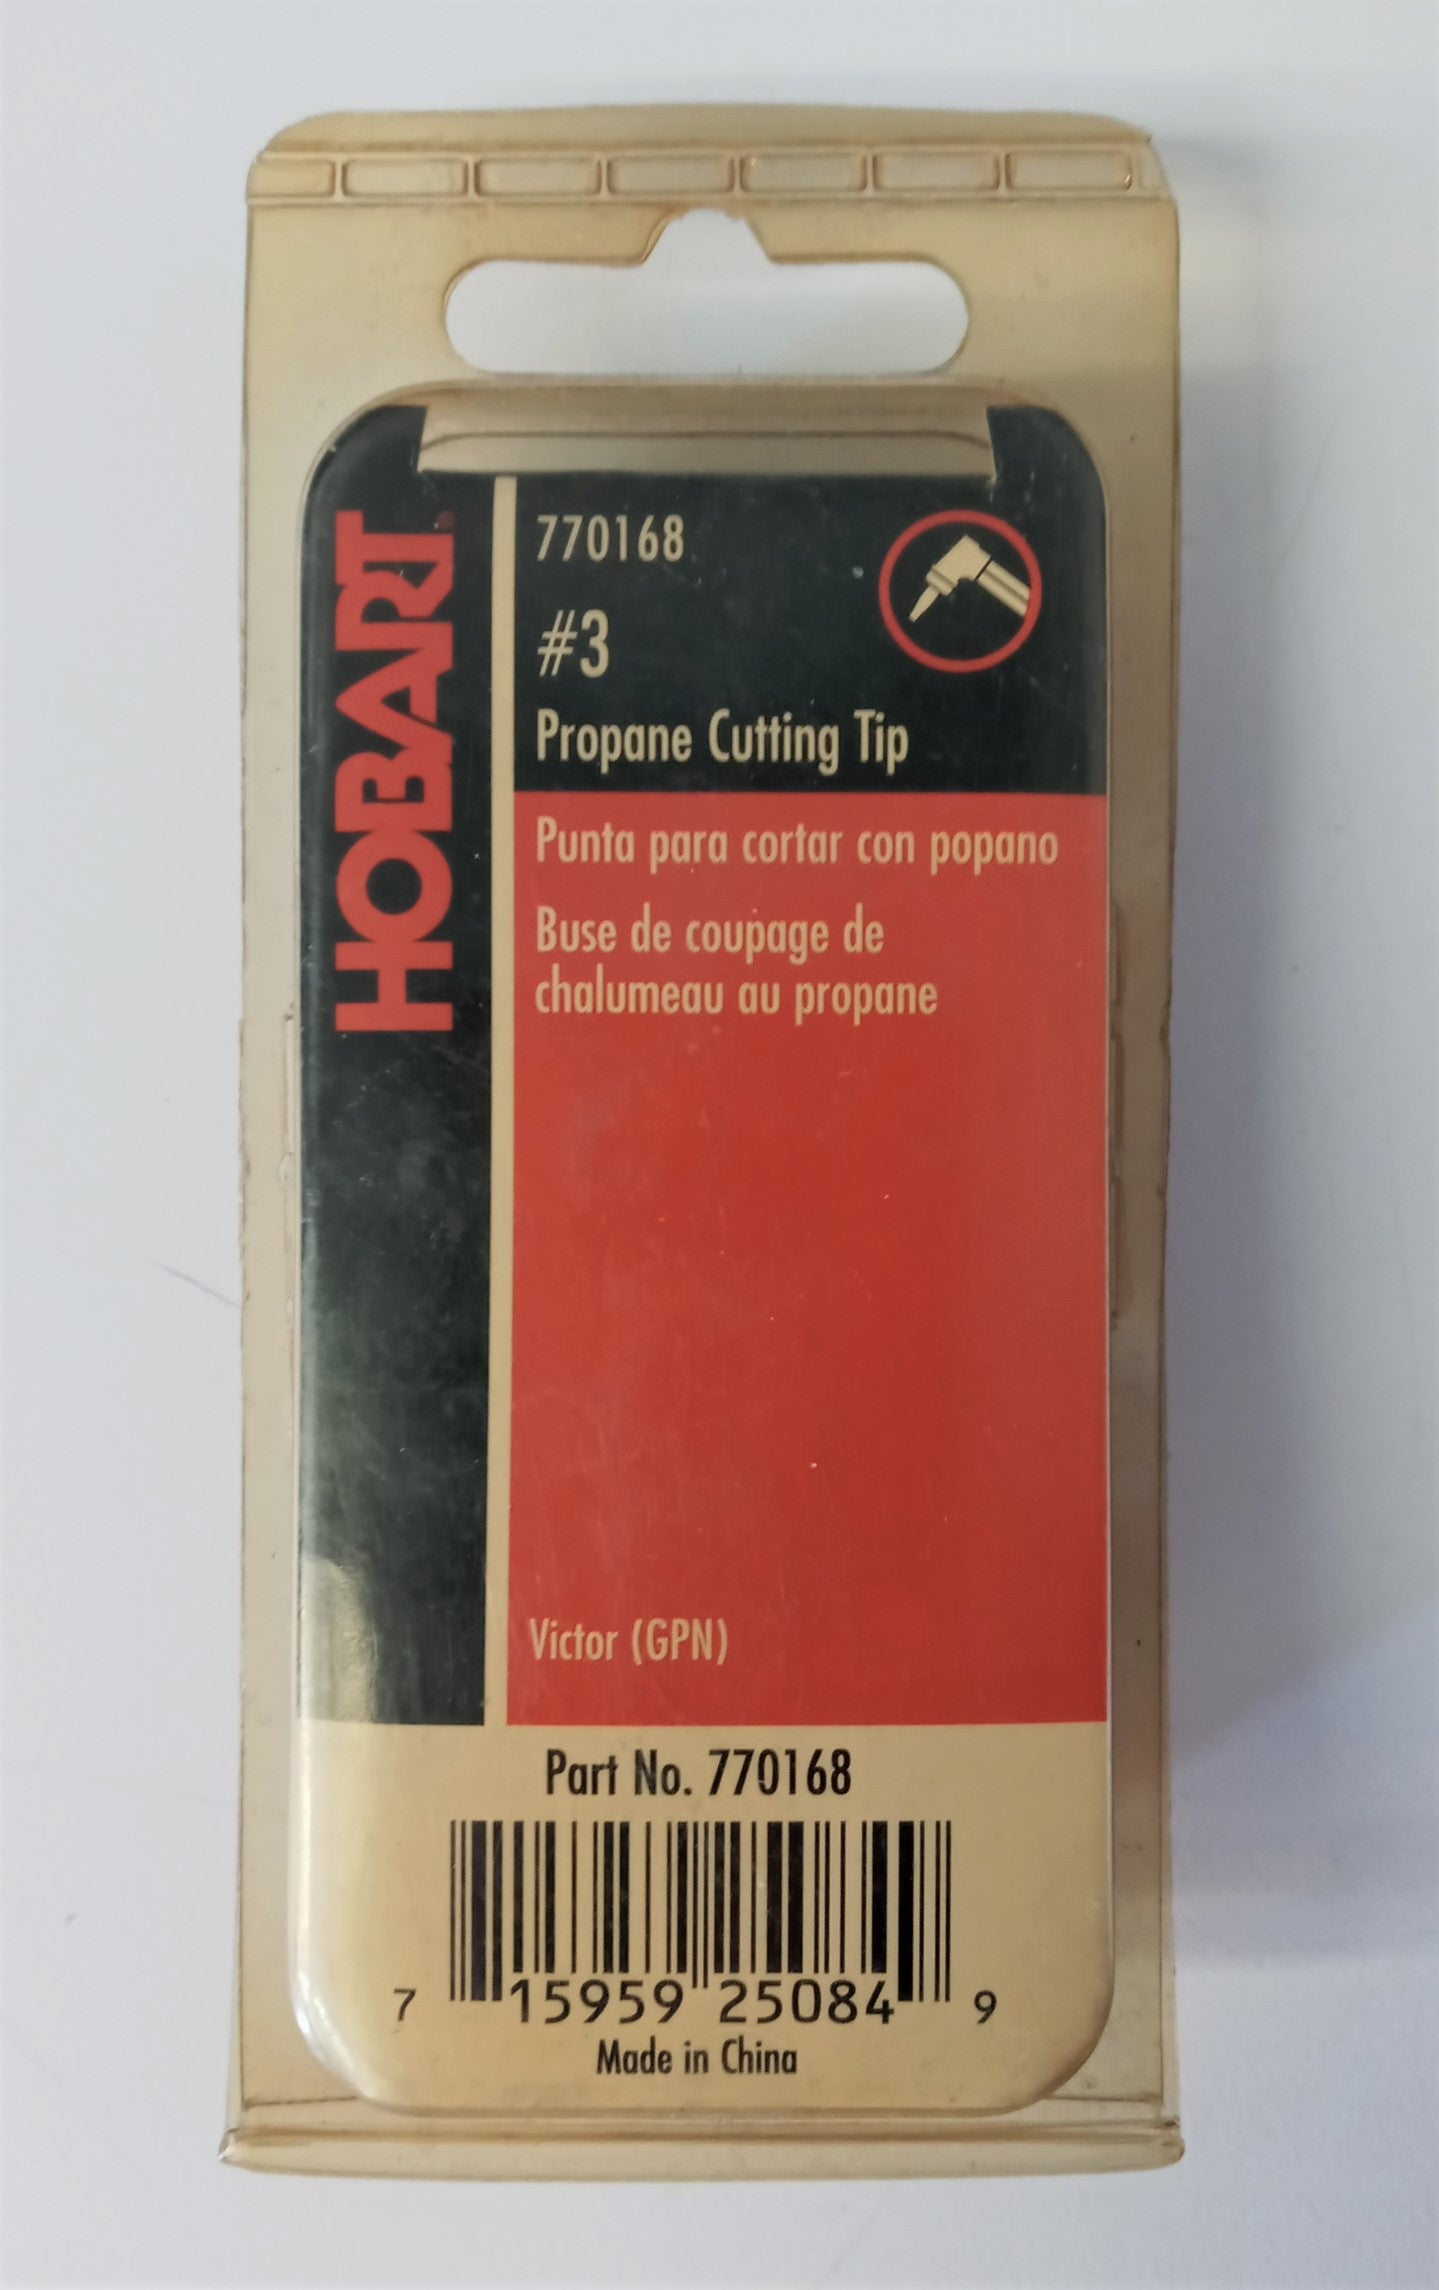 HOBART®
770168
#3
Propane Cutting Tip
Punta para cortar con popano
Buse de coupage de
chalumeau au propane
Victor (GPN)
Part No. 770168
7 15959 25084 9
Made in China